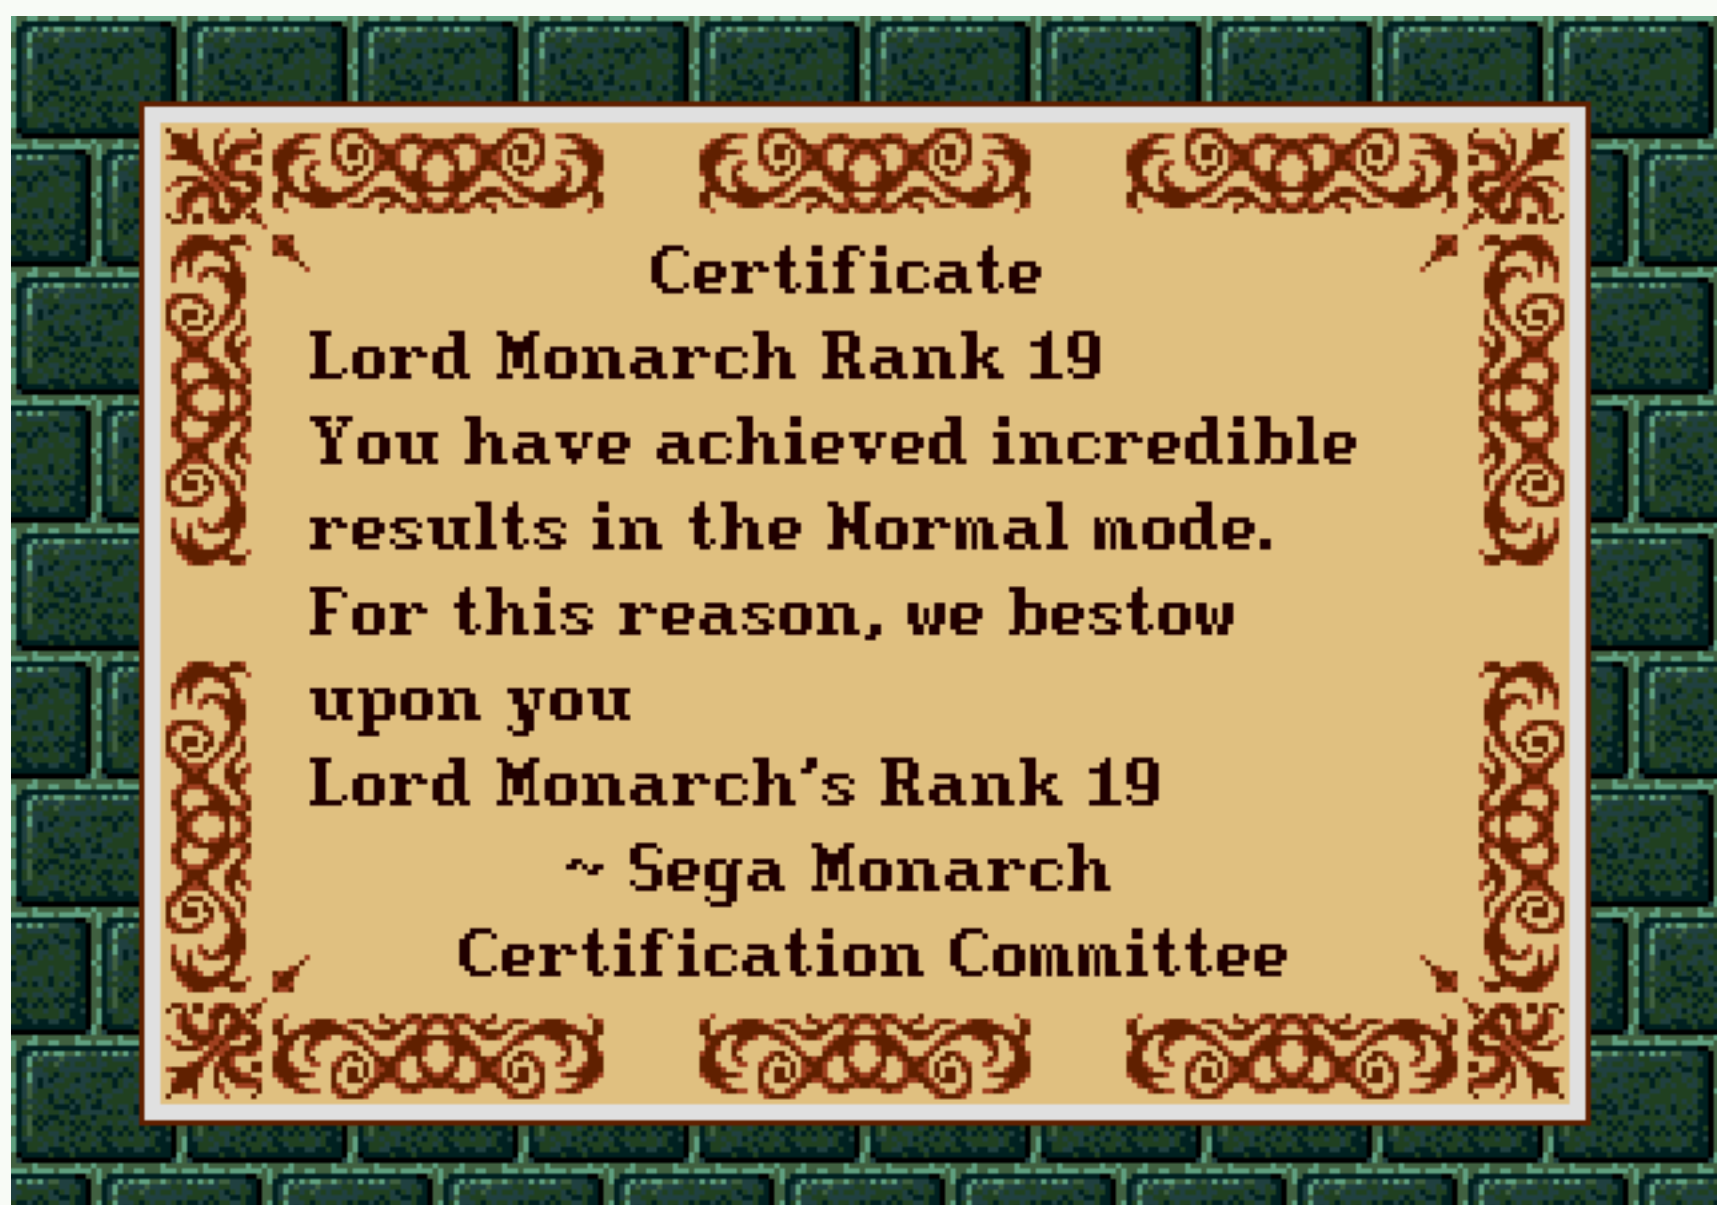 Certificate
Lord Monarch Rank 19
You have achieved incredible
results in the Normal mode.
For this reason, we bestow
upon you
Lord Monarch's Rank 19
~ Sega Monarch
Certification Committee